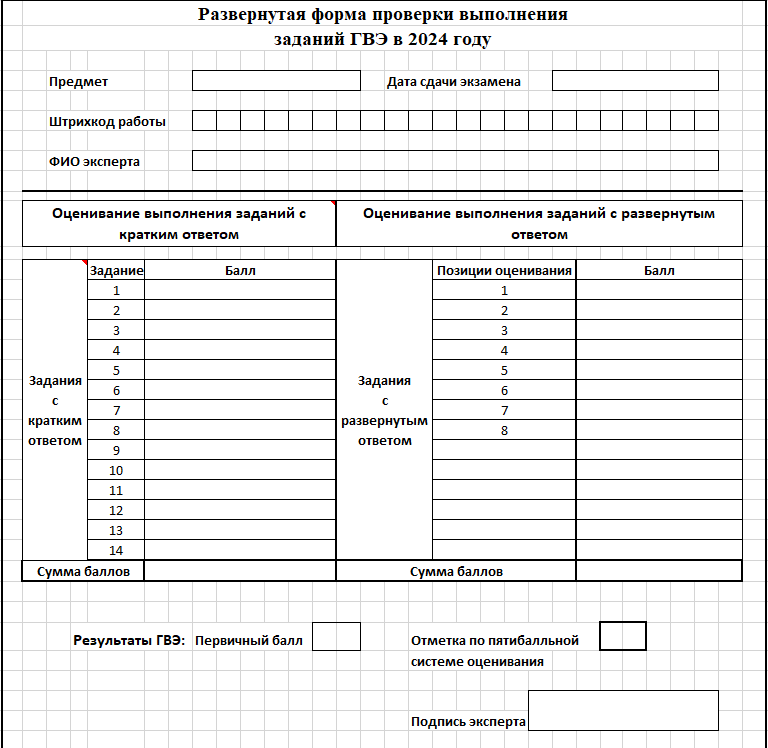 Развернутая форма проверки выполнения
заданий ГВЭ в 2024 году
Предмет
Дата сдачи экзамена
Штрихкод работы
ФИО эксперта
Оценивание выполнения заданий с
кратким ответом
Оценивание выполнения заданий с развернутым
ответом
Задание Балл
1
2
3
4
5
6
7
8
9
10
11
12
13
14
Задания
с
кратким
ответом
Позиции оценивания Балл
1
2
3
4
5
6
7
8
Задания
с
развернутым
ответом
Сумма баллов
Сумма баллов
Результаты ГВЭ: Первичный балл
Отметка по пятибалльной
системе оценивания
Подпись эксперта